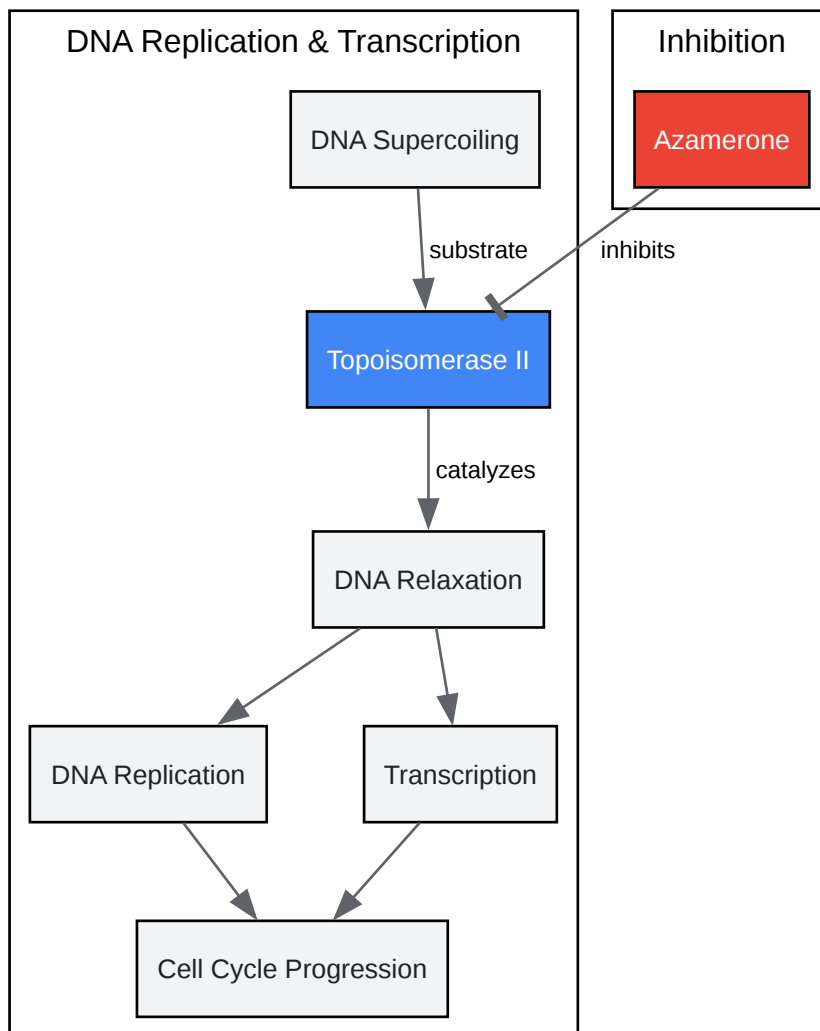 DNA Replication & Transcription
Inhibition
DNA Supercoiling
Azamerone
substrate
inhibits
Topoisomerase II
catalyzes
DNA Relaxation
DNA Replication
Transcription
Cell Cycle Progression